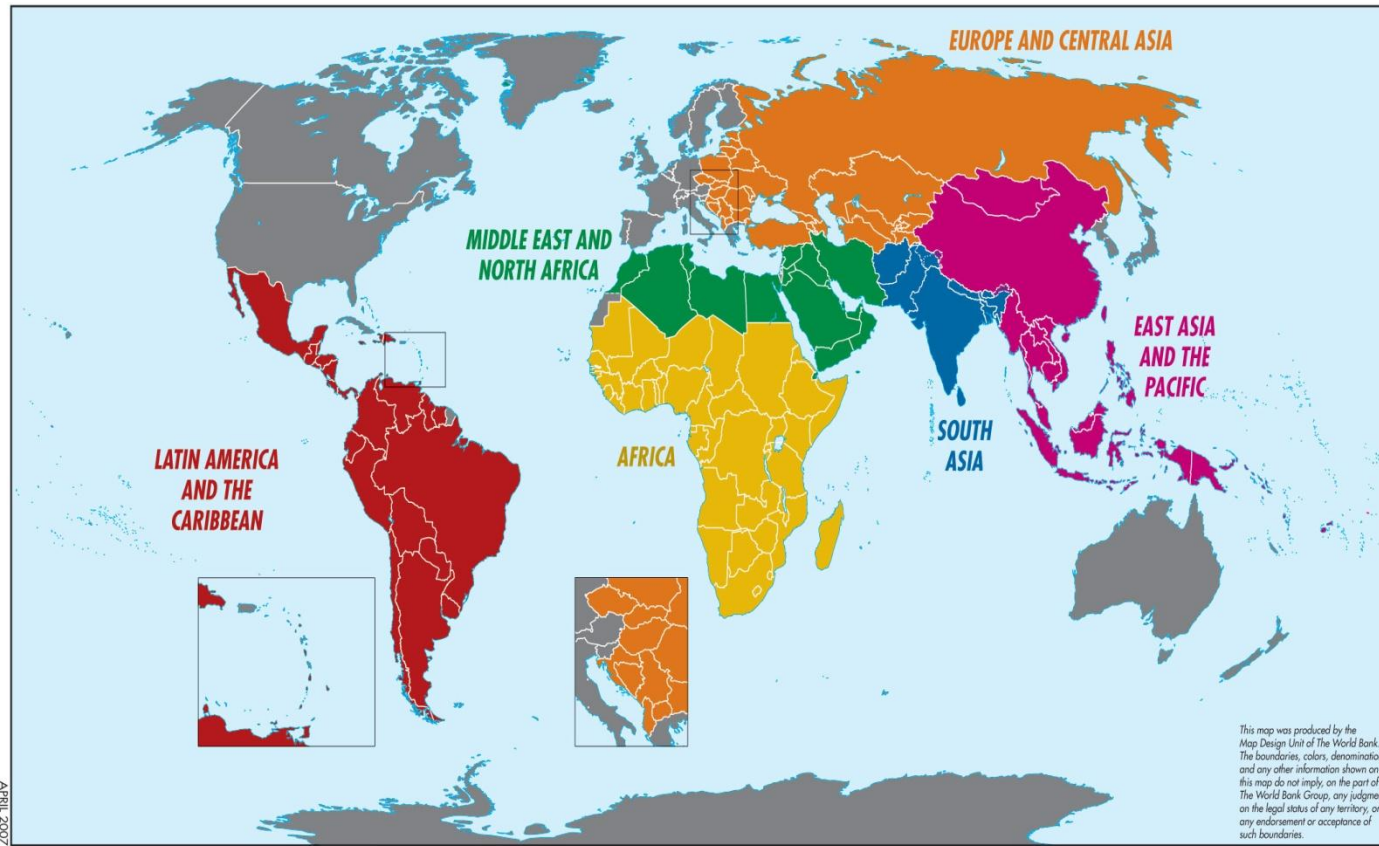 EUROPE AND CENTRAL ASIA
MIDDLE EAST AND
NORTH AFRICA
EAST ASIA
AND THE
PACIFIC
SOUTH
ASIA
AFRICA
LATIN AMERICA
AND THE
CARIBBEAN
This map was produced by the
Map Design Unit of The World Bank.
The boundaries, colors, denominatio
and any other information shown on
this map do not imply, on the part of
The World Bank Group, any judgme
on the legal status of any territory, or
any endorsement or acceptance of
such boundaries.
APRIL 2007